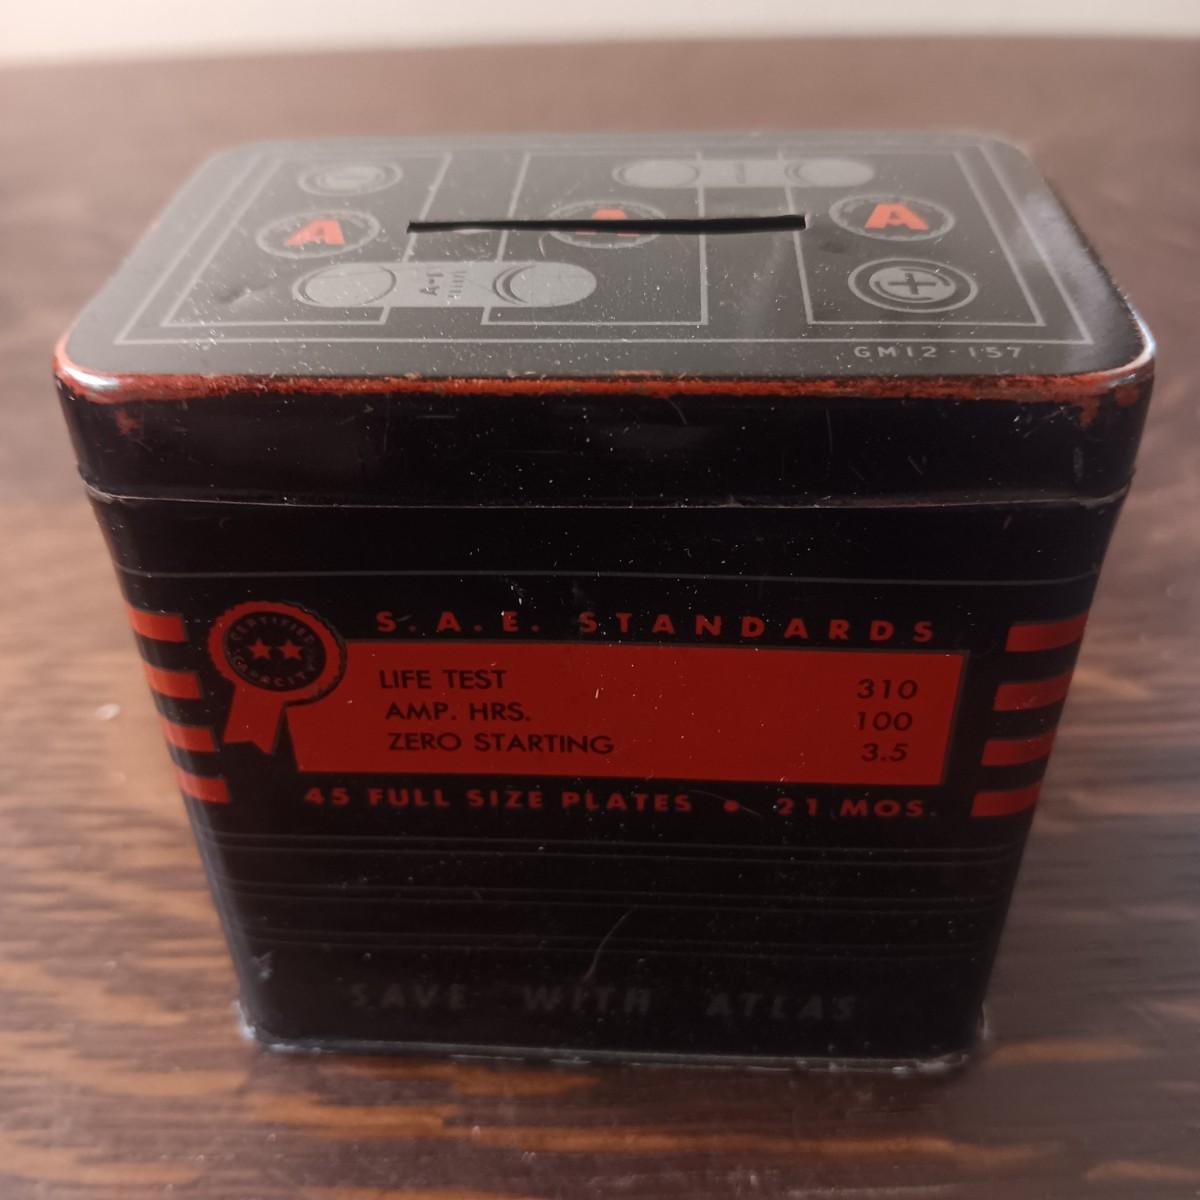 A A A
GM12-157
CERTIFIED
S.A.E. STANDARDS
LIFE TEST 310
AMP. HRS. 100
ZERO STARTING 3.5
45 FULL SIZE PLATES • 21 MOS.
SAVE WITH ATLAS